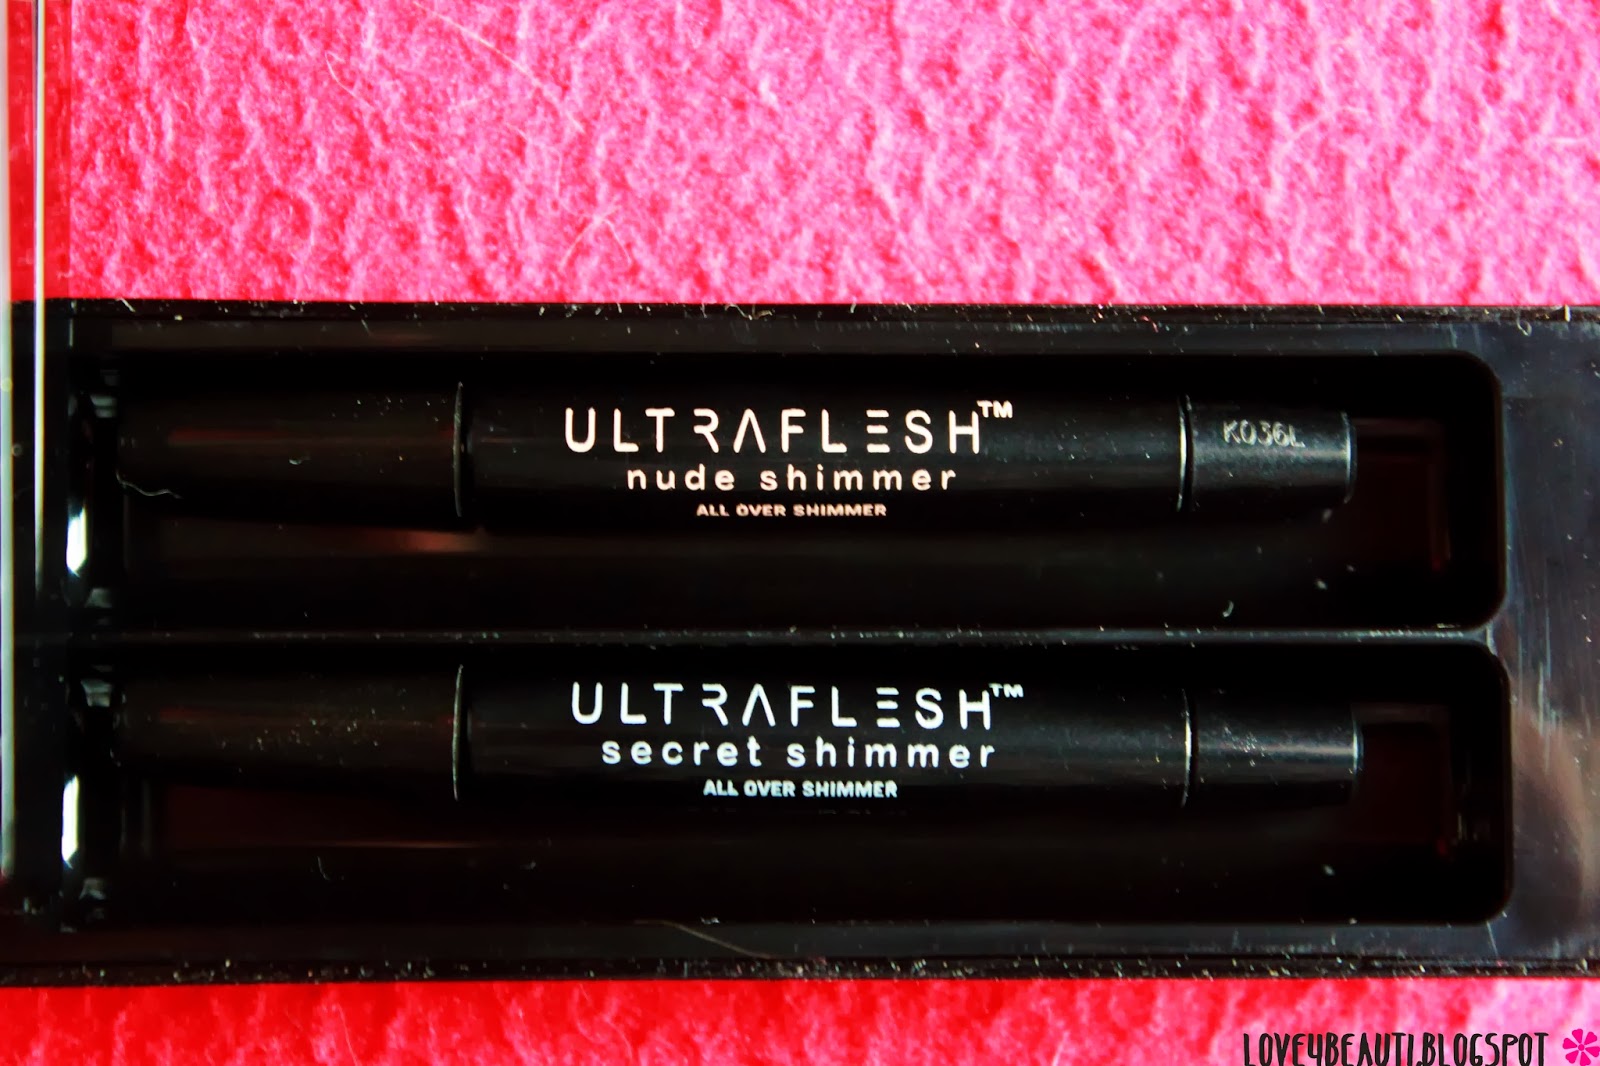 ULTRAFLESH™
nude shimmer
ALL OVER SHIMMER
K036L
ULTRAFLESH™
secret shimmer
ALL OVER SHIMMER
LOVE4BEAUTI.BLOGSPOT